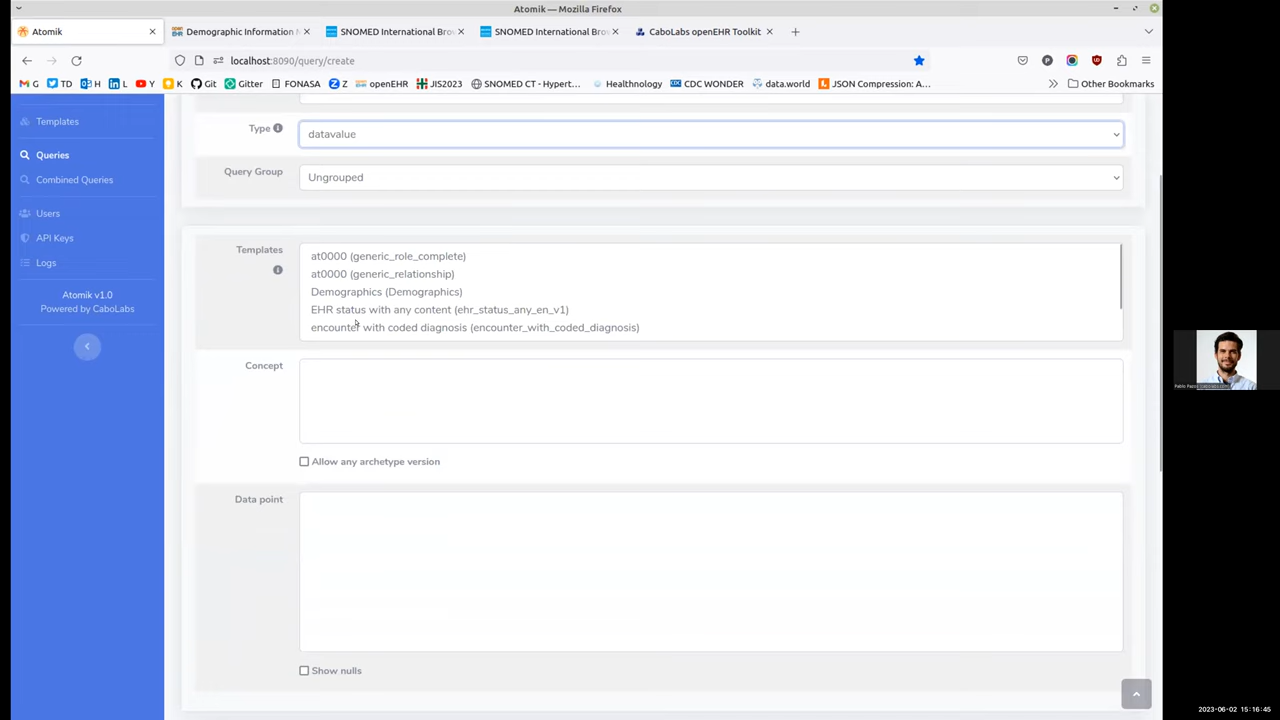 Atomik — Mozilla Firefox
Atomik
Demographic Information M
SNOMED International Bro
SNOMED International Bro
CaboLabs openEHR Toolkit
localhost:8090/query/create
G
TD
H
L
Y
K
Git
Gitter
FONASA
Z
openEHR
JIS2023
SNOMED CT - Hypert...
Healthnology
CDC WONDER
data.world
JSON Compression: A...
Other Bookmarks
Templates
Queries
Combined Queries
Users
API Keys
Logs
Atomik v1.0
Powered by CaboLabs
Type
datavalue
Query Group
Ungrouped
Templates
at0000 (generic_role_complete)
at0000 (generic_relationship)
Demographics (Demographics)
EHR status with any content (ehr_status_any_en_v1)
encounter with coded diagnosis (encounter_with_coded_diagnosis)
Concept
Allow any archetype version
Data point
Show nulls
2023-06-02 15:16:45